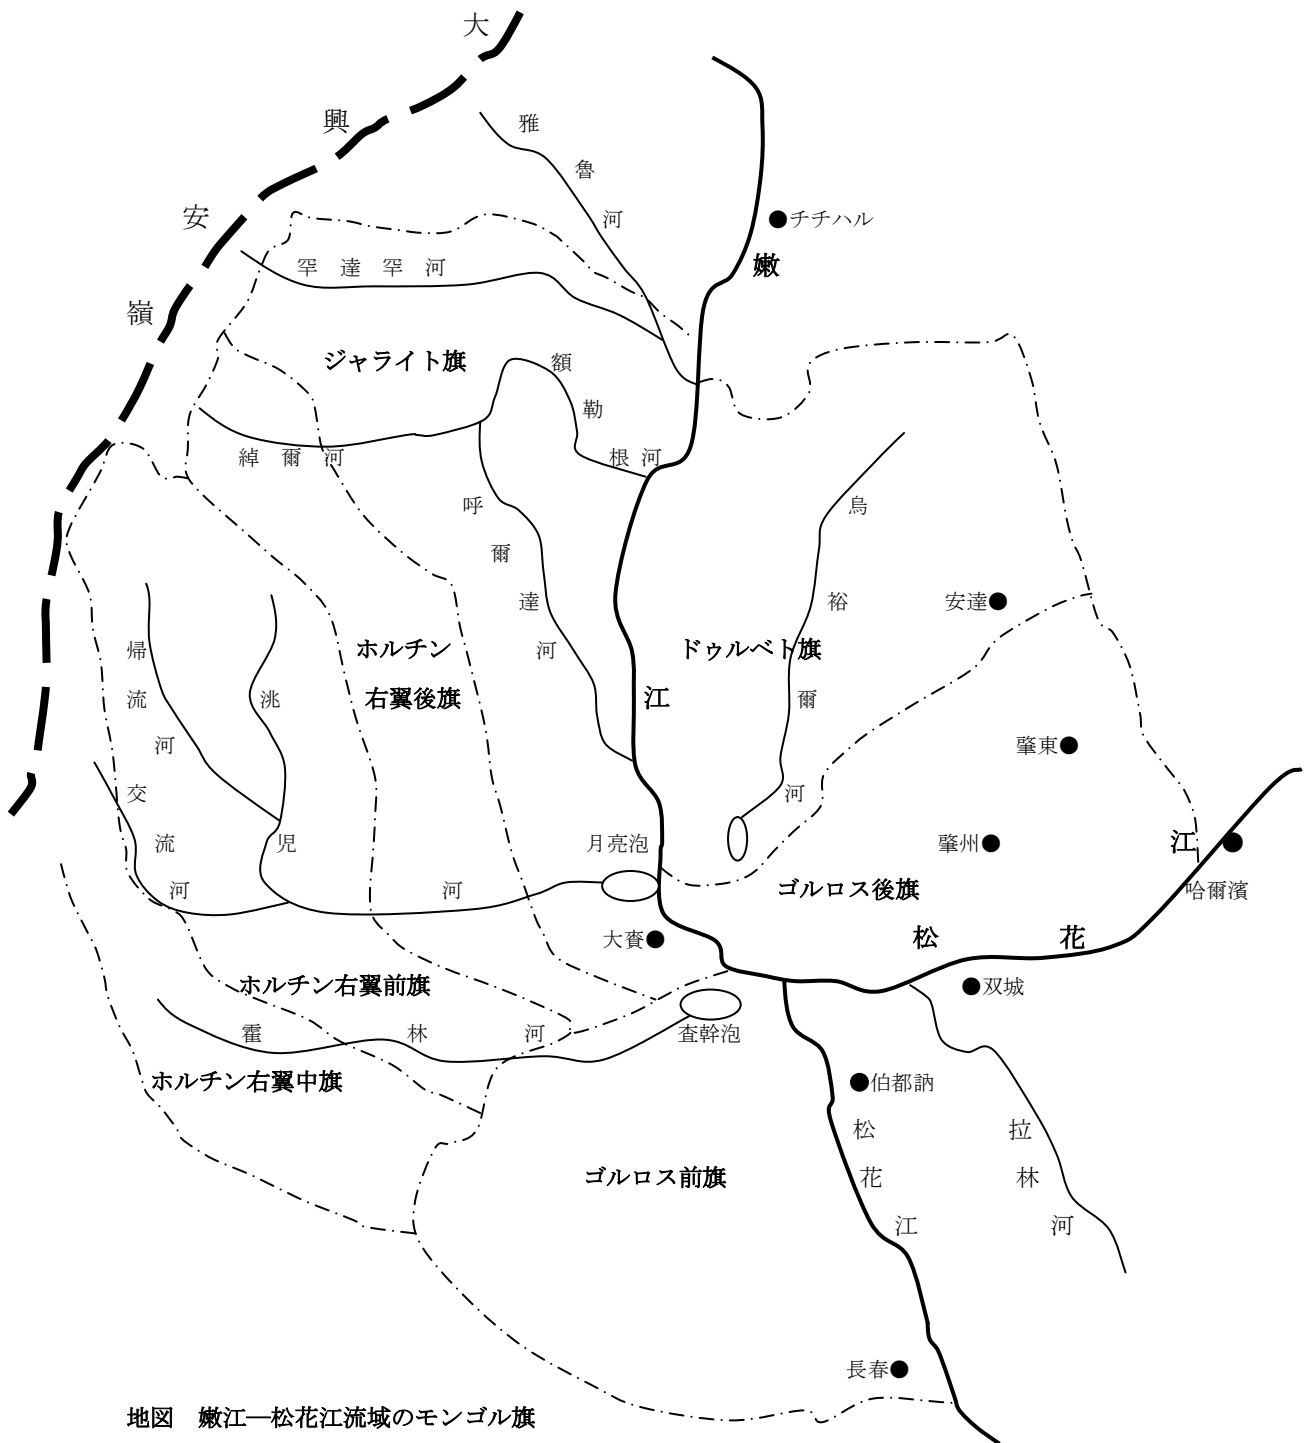 大興安嶺
雅魯河
チチハル
嫩江
罕達罕河
ジャライト旗
額勒根河
綽爾河
呼爾達河
烏裕爾河
安達
ホルチン
右翼後旗
ドゥルベト旗
帰流河
洮児河
交流河
肇東
月亮泡
肇州
松花江
哈爾濱
ゴルロス後旗
大賚
ホルチン右翼前旗
双城
霍林河
査幹泡
ホルチン右翼中旗
伯都訥
松花江
拉林河
ゴルロス前旗
長春
地図　嫩江―松花江流域のモンゴル旗